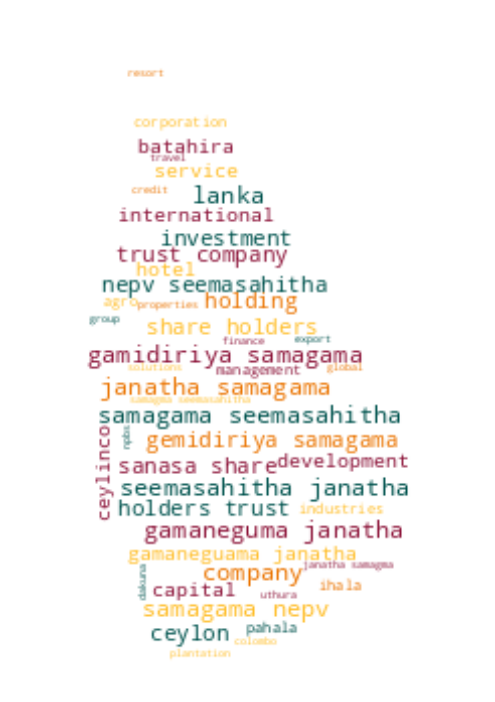 resort
corporation
batahira
travel
service
credit
lanka
international
investment
trust company
hotel
nepv seemasahitha
agro
properties
holding
group
share holders
finance
export
gamidiriya samagama
solutions
management
global
janatha samagama
samagma seemasahitha
samagama seemasahitha
ceylinco
npbs
gemidiriya samagama
sanasa share
development
seemasahitha janatha
holders trust
industries
gamaneguma janatha
gamaneguama janatha
company
janatha samagma
dakuna
capital
uthura
ihala
samagama nepv
ceylon
pahala
colombo
plantation